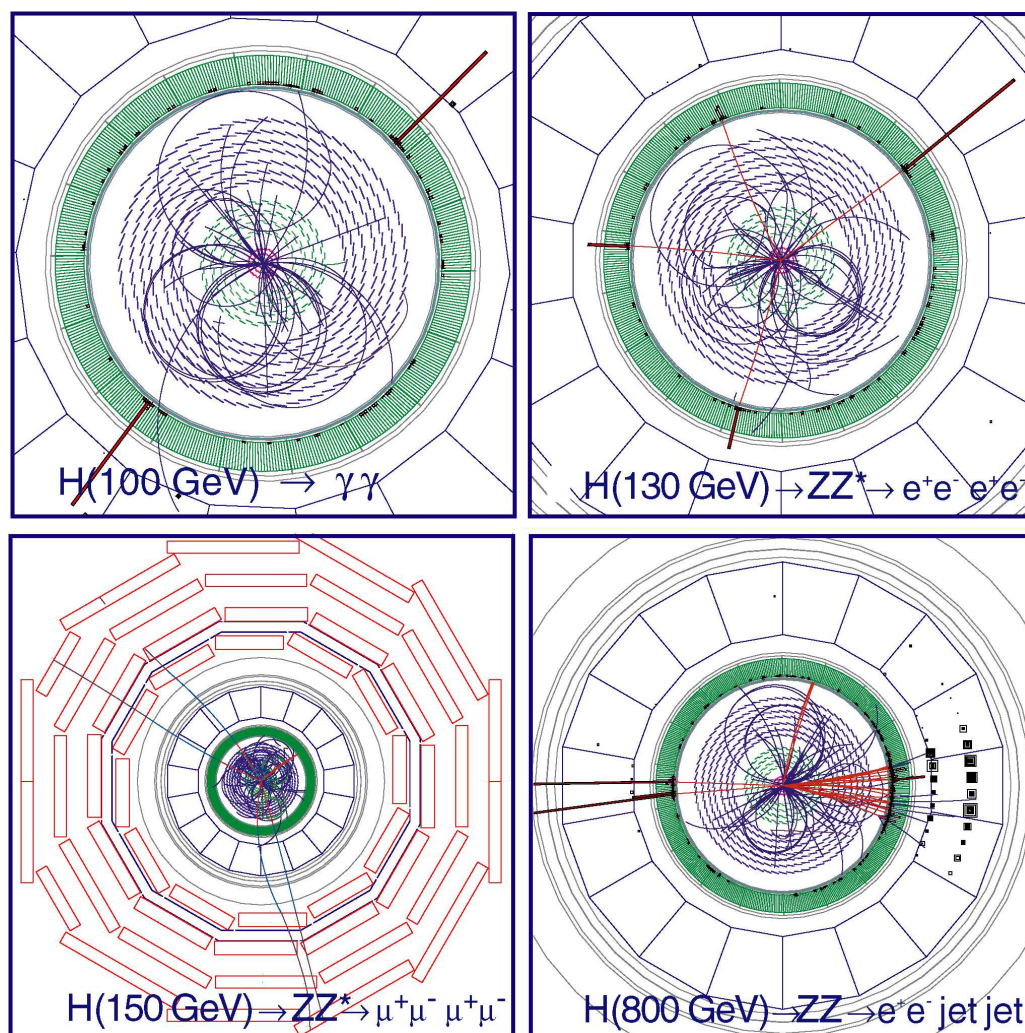 H(100 GeV) → γγ
H(130 GeV)→ZZ*→ e⁺e⁻ e⁺e⁻
H(150 GeV)→ZZ*→μ⁺μ⁻ μ⁺μ⁻
H(800 GeV)→ZZ→e⁺e⁻ jet jet